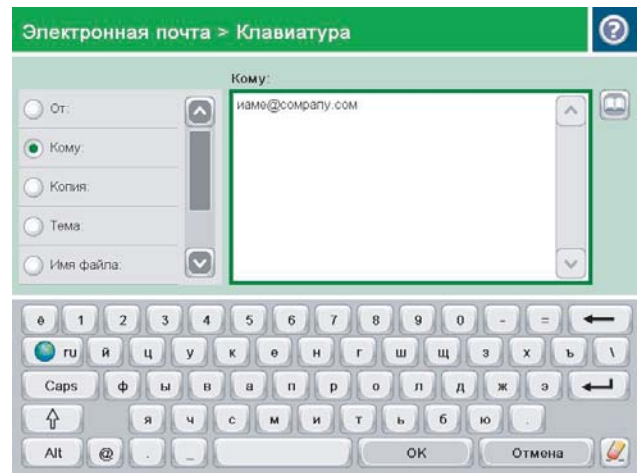 Электронная почта > Клавиатура
?
Кому:
От:
иаме@company.com
Кому:
Копия:
Тема:
Имя файла:
ё 1 2 3 4 5 6 7 8 9 0 - =
ru й ц у к е н г ш щ з х ъ \
Caps ф ы в а п р о л д ж э
я ч с м и т ь б ю .
Alt @ . _ OK Отмена